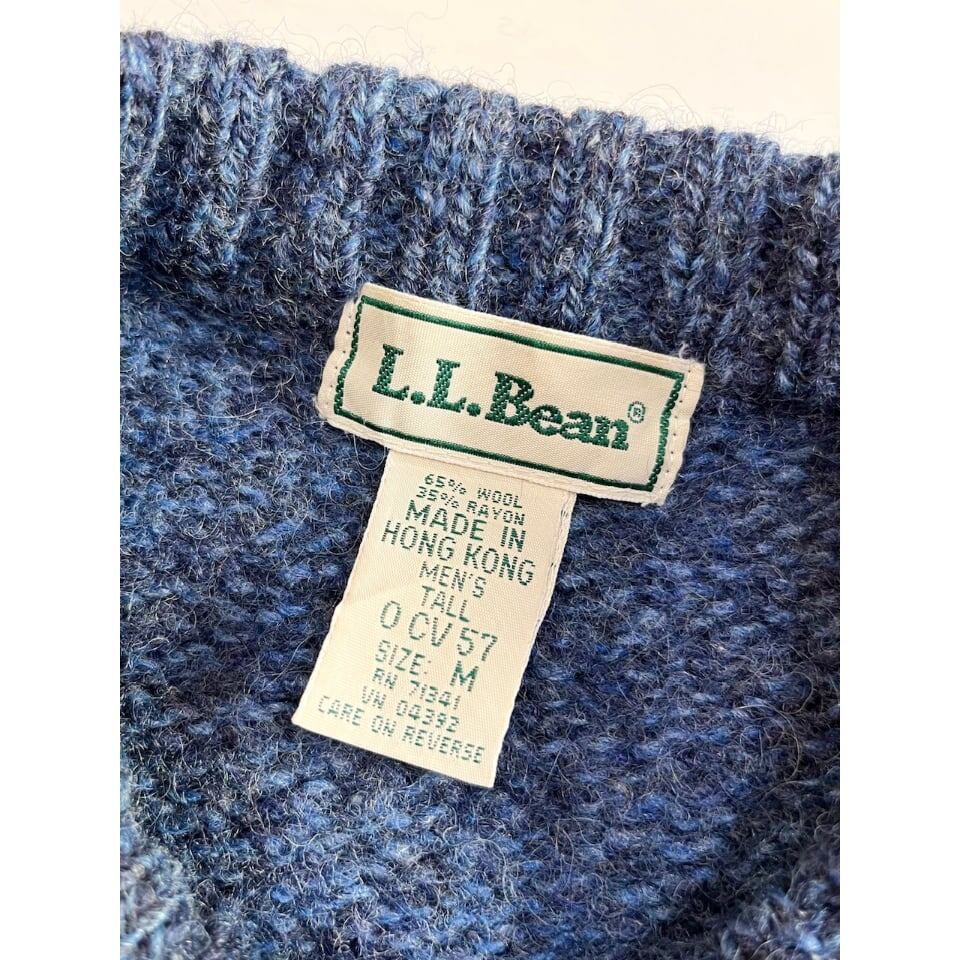 L.L.Bean®
65% WOOL
35% RAYON
MADE IN
HONG KONG
MEN'S
TALL
0 CV 57
SIZE: M
RN 71341
VN 04392
CARE ON REVERSE